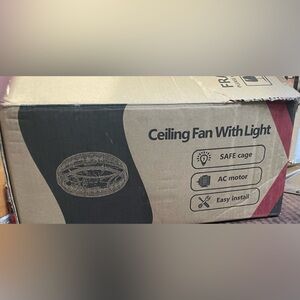 Ceiling Fan With Light
SAFE cage
AC motor
Easy install